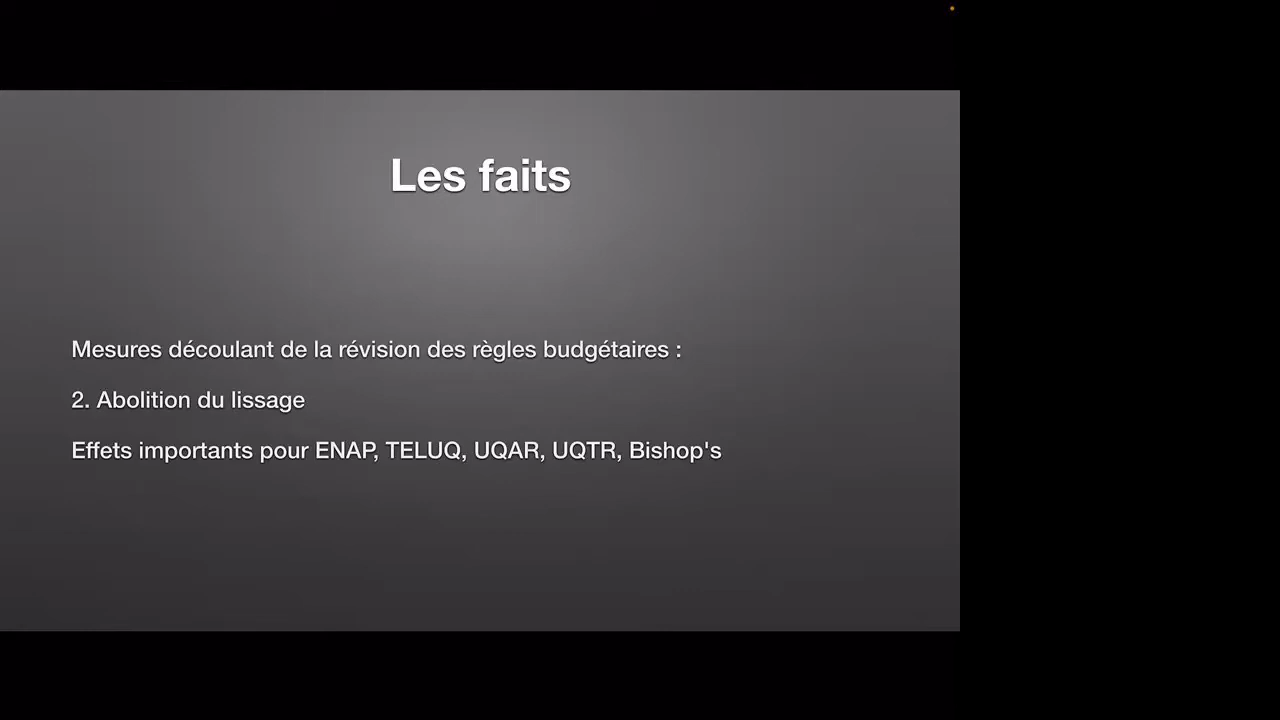 Les faits
Mesures découlant de la révision des règles budgétaires :
2. Abolition du lissage
Effets importants pour ENAP, TELUQ, UQAR, UQTR, Bishop's